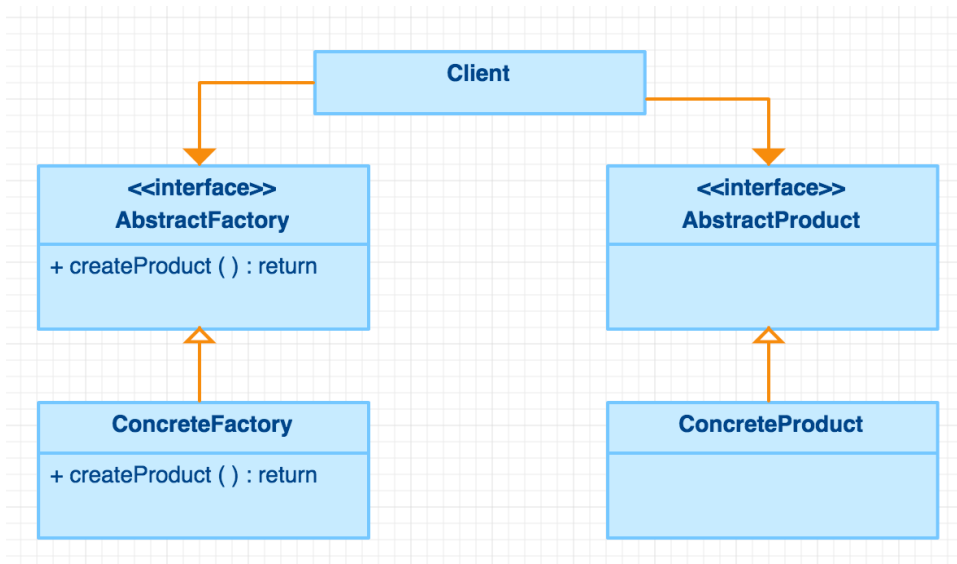 Client
<<interface>>
AbstractFactory
+ createProduct ( ) : return
<<interface>>
AbstractProduct
ConcreteFactory
+ createProduct ( ) : return
ConcreteProduct